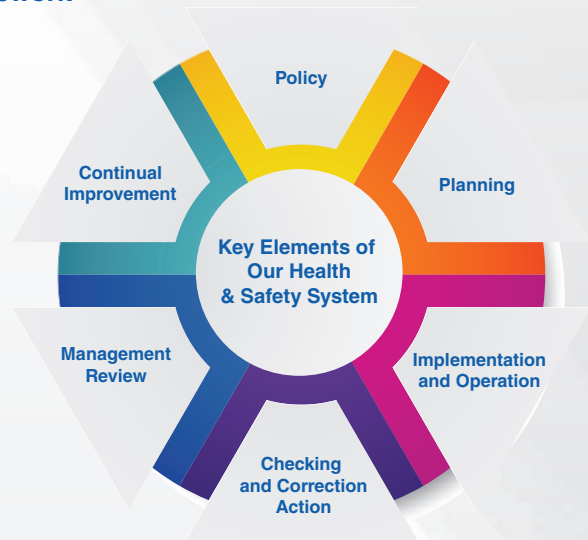 Policy
Planning
Implementation
and Operation
Checking
and Correction
Action
Management
Review
Continual
Improvement
Key Elements of
Our Health
& Safety System